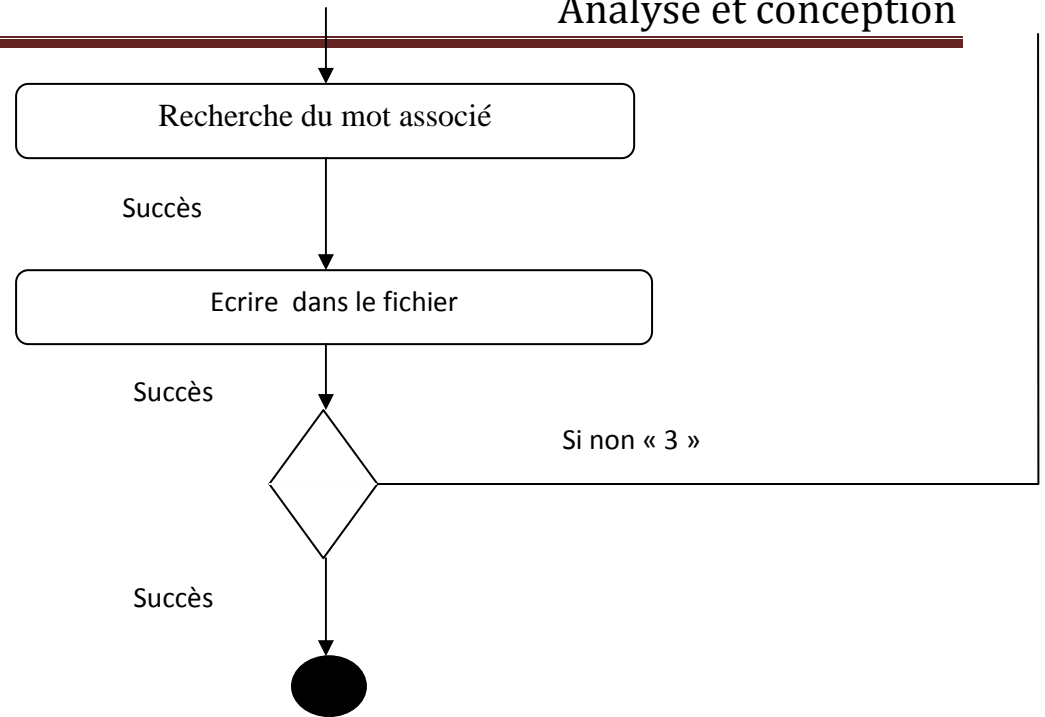 Analyse et conception
Recherche du mot associé
Succès
Ecrire dans le fichier
Succès
Si non « 3 »
Succès